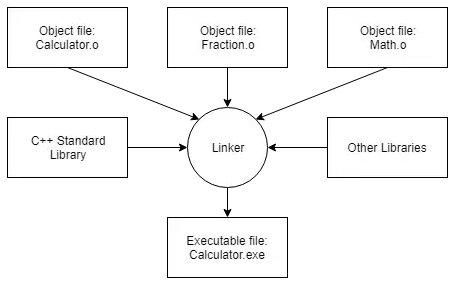 Object file:
Calculator.o
Object file:
Fraction.o
Object file:
Math.o
C++ Standard
Library
Linker
Other Libraries
Executable file:
Calculator.exe